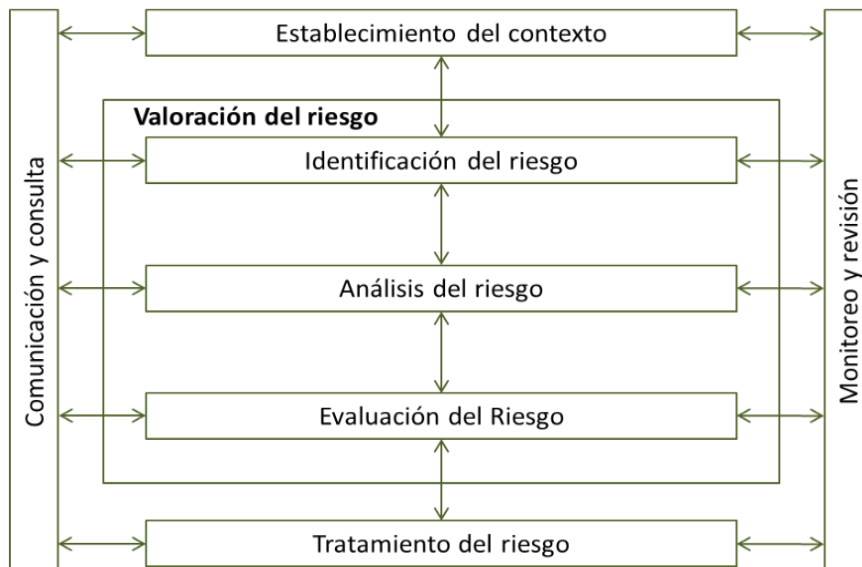 Establecimiento del contexto
Valoración del riesgo
Identificación del riesgo
Análisis del riesgo
Evaluación del Riesgo
Tratamiento del riesgo
Comunicación y consulta
Monitoreo y revisión